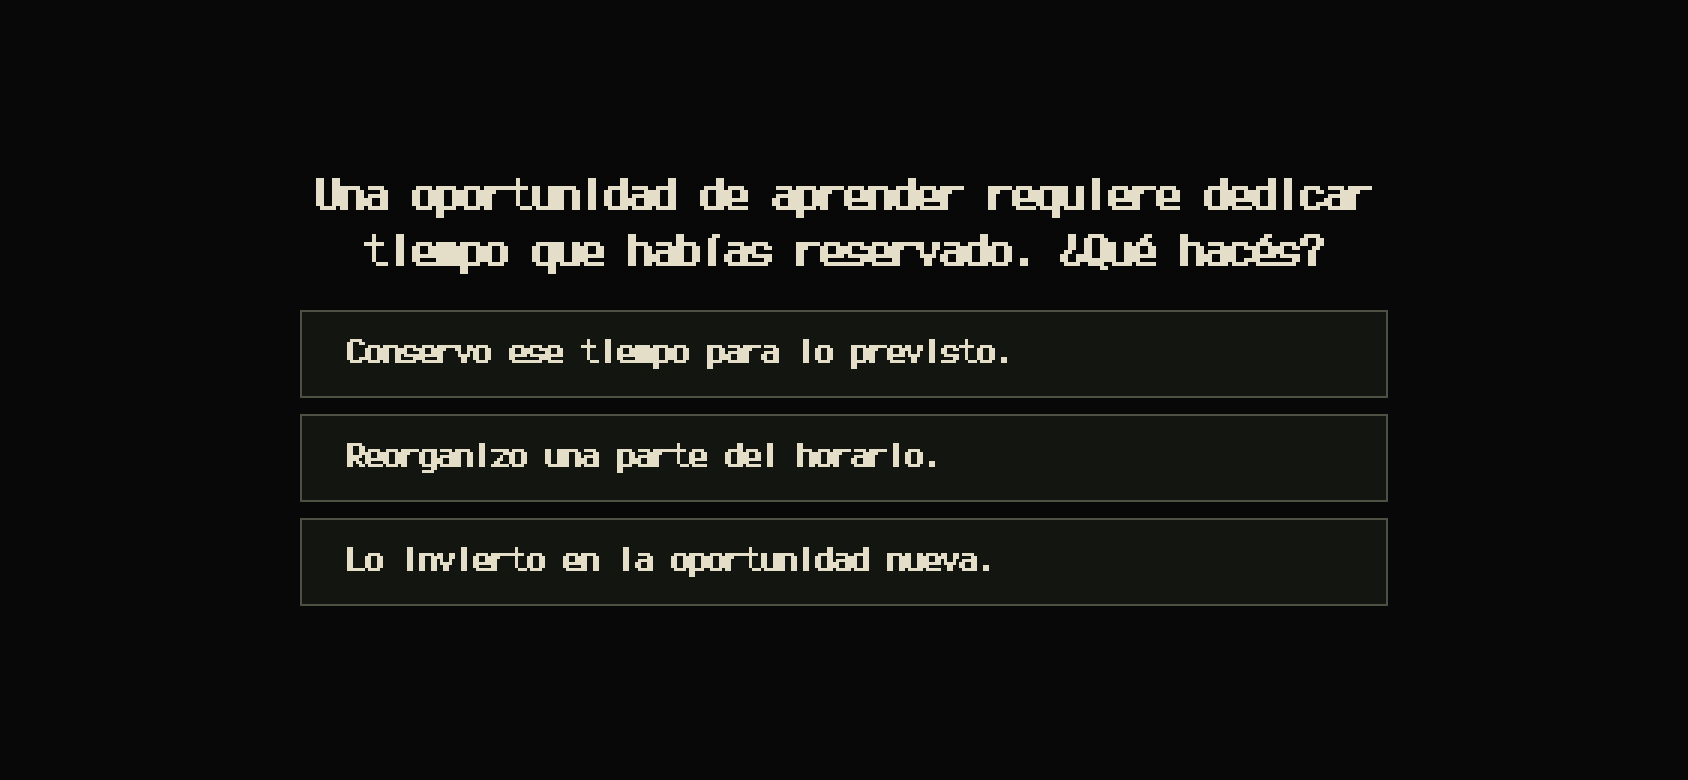 Una oportunidad de aprender requiere dedicar
tiempo que habías reservado. ¿Qué hacés?
Conservo ese tiempo para lo previsto.
Reorganizo una parte del horario.
Lo invierto en la oportunidad nueva.